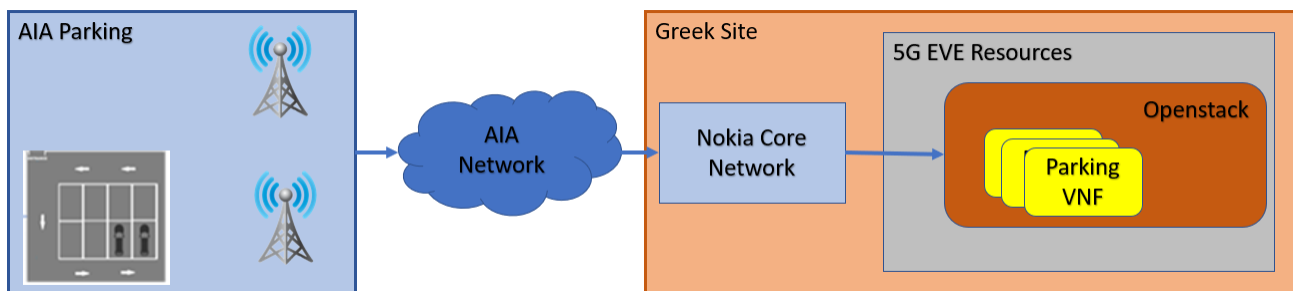 AIA Parking
AIA
Network
Greek Site
Nokia Core
Network
5G EVE Resources
Openstack
Parking
VNF